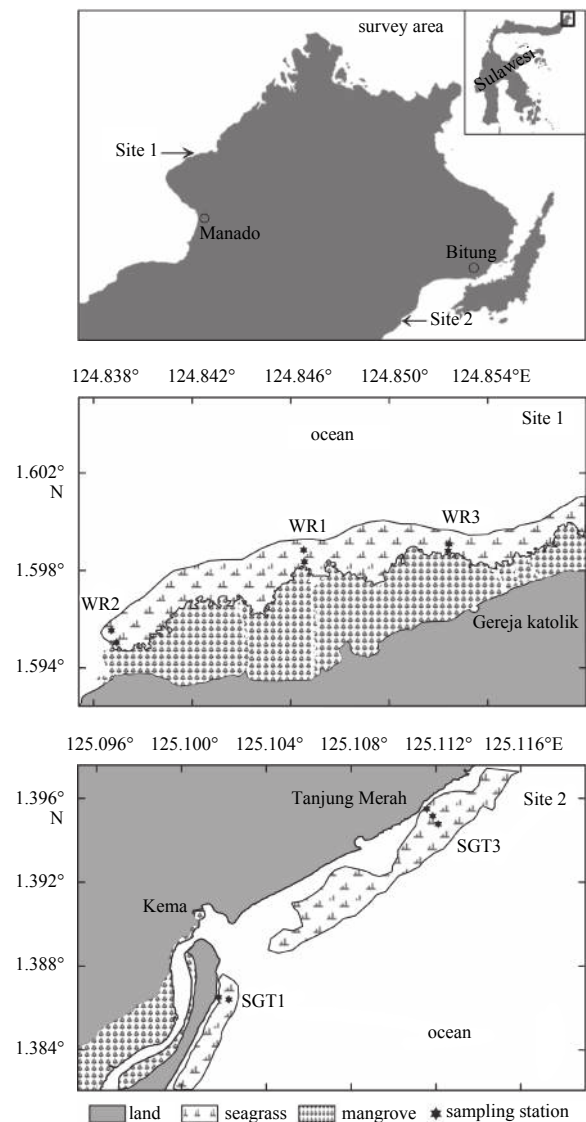 survey area
Sulawesi
Site 1
Manado
Bitung
Site 2
124.838° 124.842° 124.846° 124.850° 124.854°E
Site 1
ocean
1.602°
N
WR1
WR3
1.598°
WR2
Gereja katolik
1.594°
125.096° 125.100° 125.104° 125.108° 125.112° 125.116°E
1.396°
N
Tanjung Merah
Site 2
SGT3
1.392°
Kema
1.388°
SGT1
ocean
1.384°
land seagrass mangrove sampling station